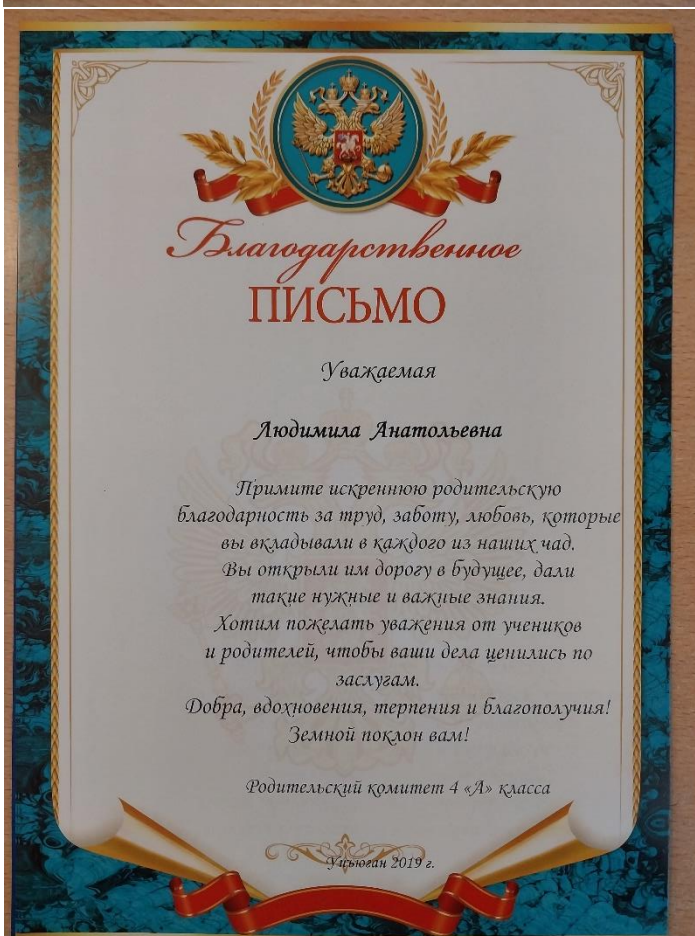 Благодарственное
ПИСЬМО
Уважаемая
Людимила Анатольевна
Примите искреннюю родительскую
благодарность за труд, заботу, любовь, которые
вы вкладывали в каждого из наших чад.
Вы открыли им дорогу в будущее, дали
такие нужные и важные знания.
Хотим пожелать уважения от учеников
и родителей, чтобы ваши дела ценились по
заслугам.
Добра, вдохновения, терпения и благополучия!
Земной поклон вам!
Родительский комитет 4 «А» класса
2019 г.